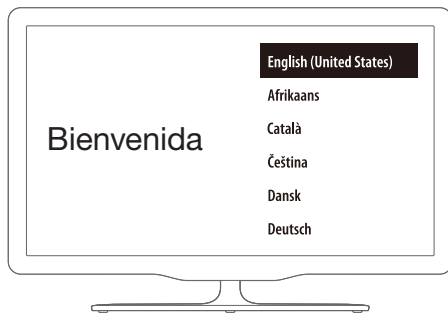 Bienvenida
English (United States)
Afrikaans
Català
Čeština
Dansk
Deutsch